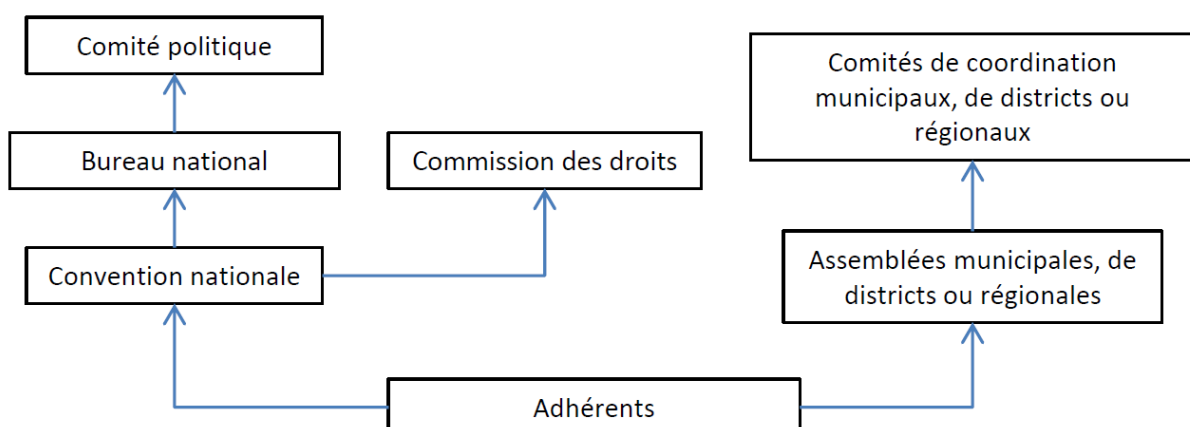 Comité politique
Comités de coordination
municipaux, de districts ou
régionaux
Bureau national
Commission des droits
Convention nationale
Assemblées municipales, de
districts ou régionales
Adhérents